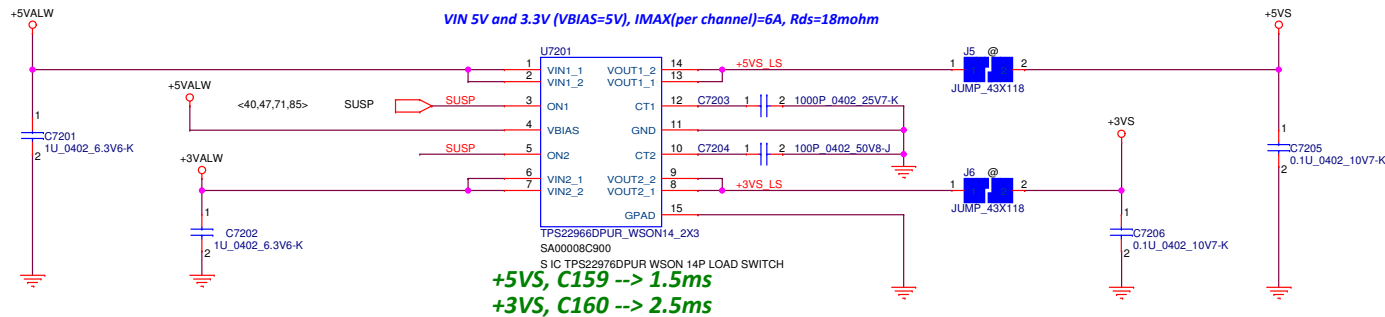 VIN 5V and 3.3V (VBIAS=5V), IMAX(per channel)=6A, Rds=18mohm
+5VALW
+5VS
U7201
J5 @
1 VIN1_1 VOUT1_2 14 +5VS_LS 1 1 2 2
2 VIN1_2 VOUT1_1 13
JUMP_43X118
+5VALW
<40,47,71,85> SUSP SUSP 3 ON1 CT1 12 C7203 1 2 1000P_0402_25V7-K
4 VBIAS GND 11
+3VS
1
C7201
1U_0402_6.3V6-K
2
SUSP 5 ON2 CT2 10 C7204 1 2 100P_0402_50V8-J
1
C7205
0.1U_0402_10V7-K
2
+3VALW
6 VIN2_1 VOUT2_2 9
J6 @
7 VIN2_2 VOUT2_1 8 +3VS_LS 1 1 2 2
JUMP_43X118
GPAD 15
1
C7202
1U_0402_6.3V6-K
2
1
C7206
0.1U_0402_10V7-K
2
TPS22966DPUR_WSON14_2X3
SA00008C900
S IC TPS22976DPUR WSON 14P LOAD SWITCH
+5VS, C159 --> 1.5ms
+3VS, C160 --> 2.5ms